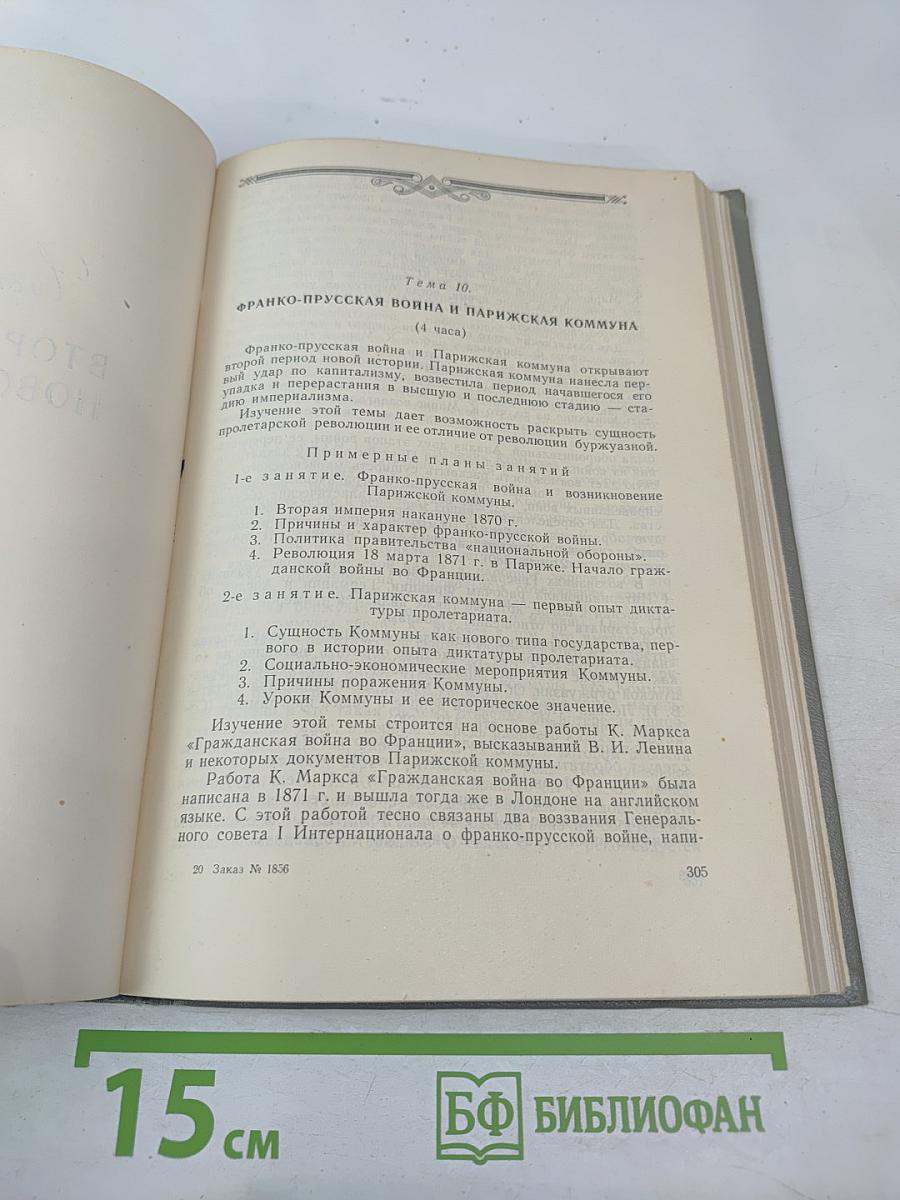 ВТОР
НОВО
Тема 10.
ФРАНКО-ПРУССКАЯ ВОЙНА И ПАРИЖСКАЯ КОММУНА
(4 часа)
Франко-прусская война и Парижская коммуна открывают
второй период новой истории. Парижская коммуна нанесла пер-
вый удар по капитализму, возвестила период начавшегося его
упадка и перерастания в высшую и последнюю стадию — ста-
дию империализма.
Изучение этой темы дает возможность раскрыть сущность
пролетарской революции и ее отличие от революции буржуазной.
Примерные планы занятий
1-е занятие. Франко-прусская война и возникновение
Парижской коммуны.
1. Вторая империя накануне 1870 г.
2. Причины и характер франко-прусской войны.
3. Политика правительства «национальной обороны».
4. Революция 18 марта 1871 г. в Париже. Начало граж-
данской войны во Франции.
2-е занятие. Парижская коммуна — первый опыт дикта-
туры пролетариата.
1. Сущность Коммуны как нового типа государства, пер-
вого в истории опыта диктатуры пролетариата.
2. Социально-экономические мероприятия Коммуны.
3. Причины поражения Коммуны.
4. Уроки Коммуны и ее историческое значение.
Изучение этой темы строится на основе работы К. Маркса
«Гражданская война во Франции», высказываний В. И. Ленина
и некоторых документов Парижской коммуны.
Работа К. Маркса «Гражданская война во Франции» была
написана в 1871 г. и вышла тогда же в Лондоне на английском
языке. С этой работой тесно связаны два воззвания Генераль-
ного совета I Интернационала о франко-прусской войне, напи-
20 Заказ № 1856
305
15 см
БФ БИБЛИОФАН